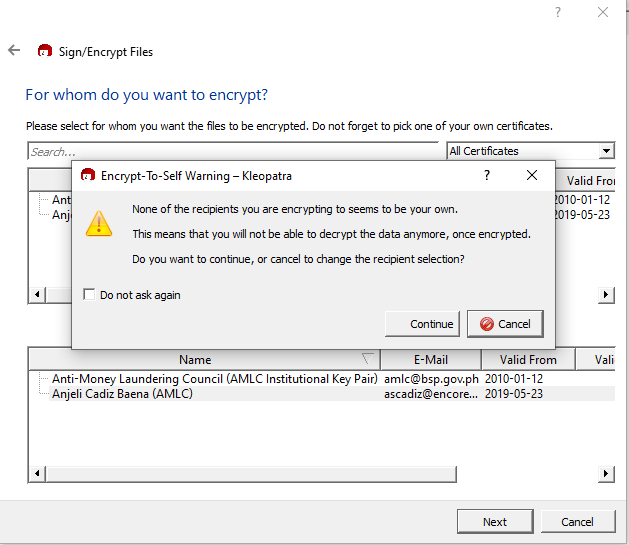 ?
Sign/Encrypt Files
For whom do you want to encrypt?
Please select for whom you want the files to be encrypted. Do not forget to pick one of your own certificates.
Search...
All Certificates
Encrypt-To-Self Warning – Kleopatra
?
Valid From
Ant
2010-01-12
Anj
2019-05-23
None of the recipients you are encrypting to seems to be your own.
This means that you will not be able to decrypt the data anymore, once encrypted.
Do you want to continue, or cancel to change the recipient selection?
Do not ask again
Continue
Cancel
Name E-Mail Valid From Vali
Anti-Money Laundering Council (AMLC Institutional Key Pair) amlc@bsp.gov.ph 2010-01-12
Anjeli Cadiz Baena (AMLC) ascadiz@encore... 2019-05-23
Next Cancel